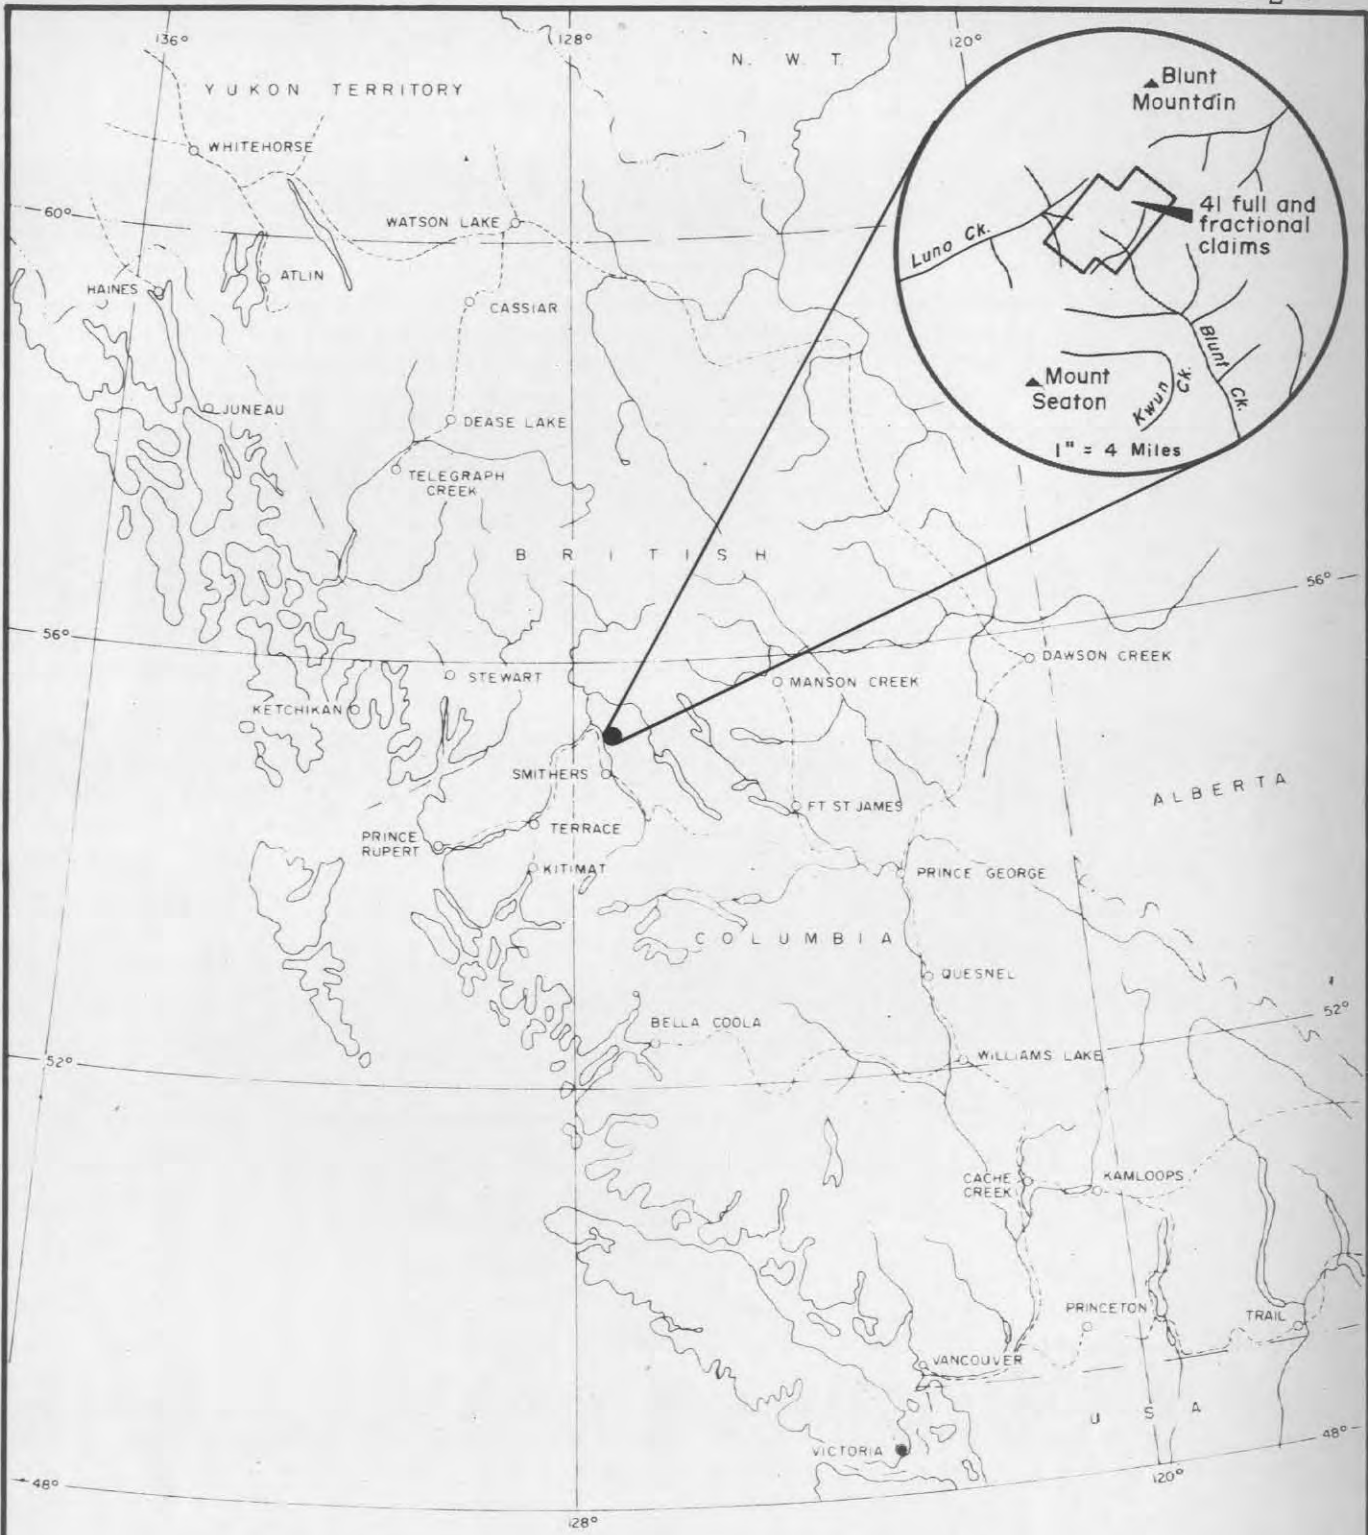 136°
128°
120°
N. W. T.
YUKON TERRITORY
WHITEHORSE
60°
WATSON LAKE
ATLIN
HAINES
CASSIAR
JUNEAU
DEASE LAKE
TELEGRAPH
CREEK
Blunt
Mountain
41 full and
fractional
claims
Luno Ck.
Blunt Ck.
Kwun Ck.
Mount
Seaton
1" = 4 Miles
BRITISH
56°
56°
DAWSON CREEK
STEWART
MANSON CREEK
KETCHIKAN
SMITHERS
FT ST JAMES
ALBERTA
TERRACE
PRINCE
RUPERT
KITIMAT
PRINCE GEORGE
COLUMBIA
QUESNEL
BELLA COOLA
52°
52°
WILLIAMS LAKE
CACHE
CREEK
KAMLOOPS
PRINCETON
TRAIL
VANCOUVER
U S A
VICTORIA
48°
48°
120°
128°